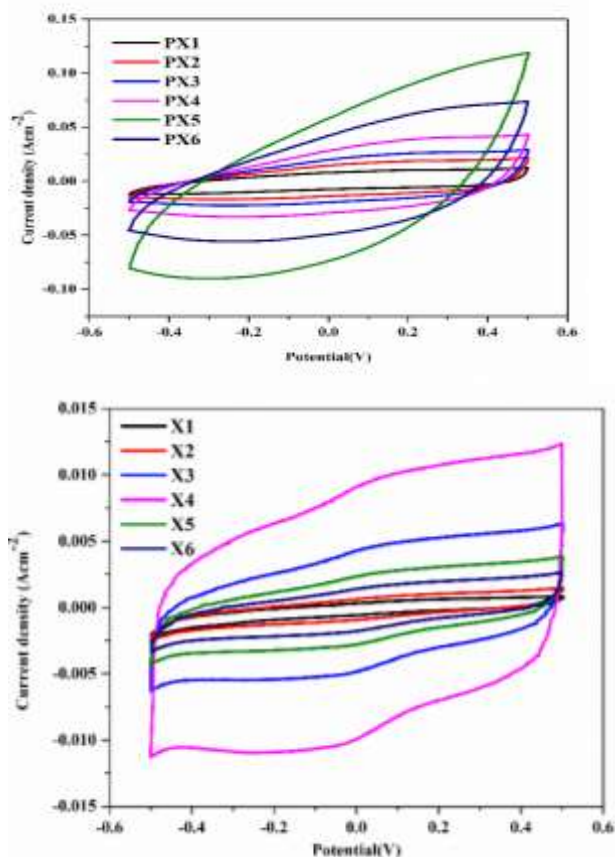 0.15
0.10
0.05
0.00
-0.05
-0.10
Current density (Acm⁻²)
PX1
PX2
PX3
PX4
PX5
PX6
-0.6 -0.4 -0.2 0.0 0.2 0.4 0.6
Potential(V)
0.015
0.010
0.005
0.000
-0.005
-0.010
-0.015
Current density (Acm⁻²)
X1
X2
X3
X4
X5
X6
-0.6 -0.4 -0.2 0.0 0.2 0.4 0.6
Potential(V)